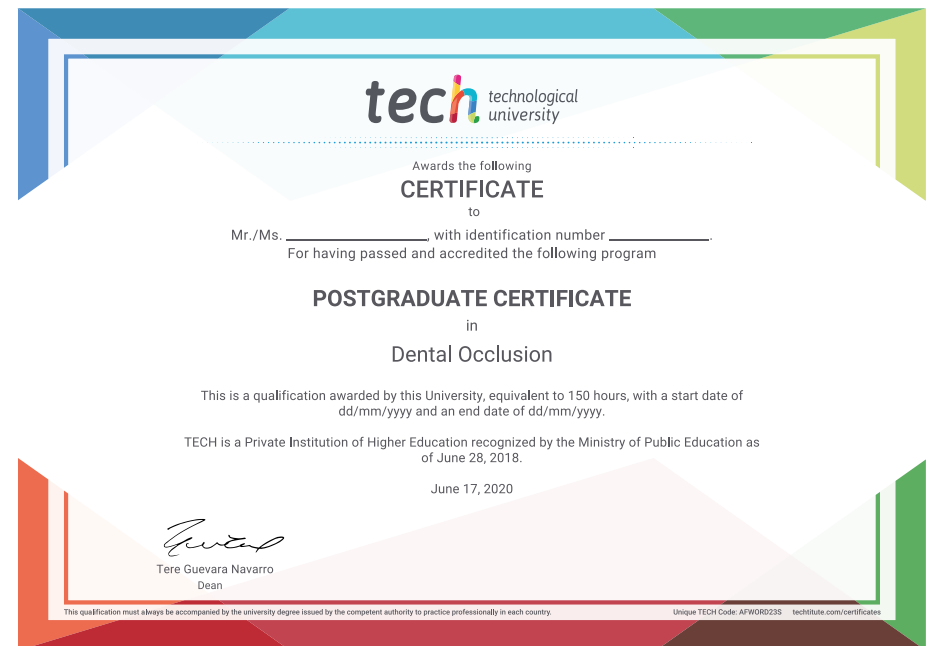 tech technological
university
Awards the following
CERTIFICATE
to
Mr./Ms. ____________, with identification number ____________.
For having passed and accredited the following program
POSTGRADUATE CERTIFICATE
in
Dental Occlusion
This is a qualification awarded by this University, equivalent to 150 hours, with a start date of
dd/mm/yyyy and an end date of dd/mm/yyyy.
TECH is a Private Institution of Higher Education recognized by the Ministry of Public Education as
of June 28, 2018.
June 17, 2020
Tere Guevara Navarro
Dean
This qualification must always be accompanied by the university degree issued by the competent authority to practice professionally in each country.
Unique TECH Code: AFWORD23S techtitute.com/certificates